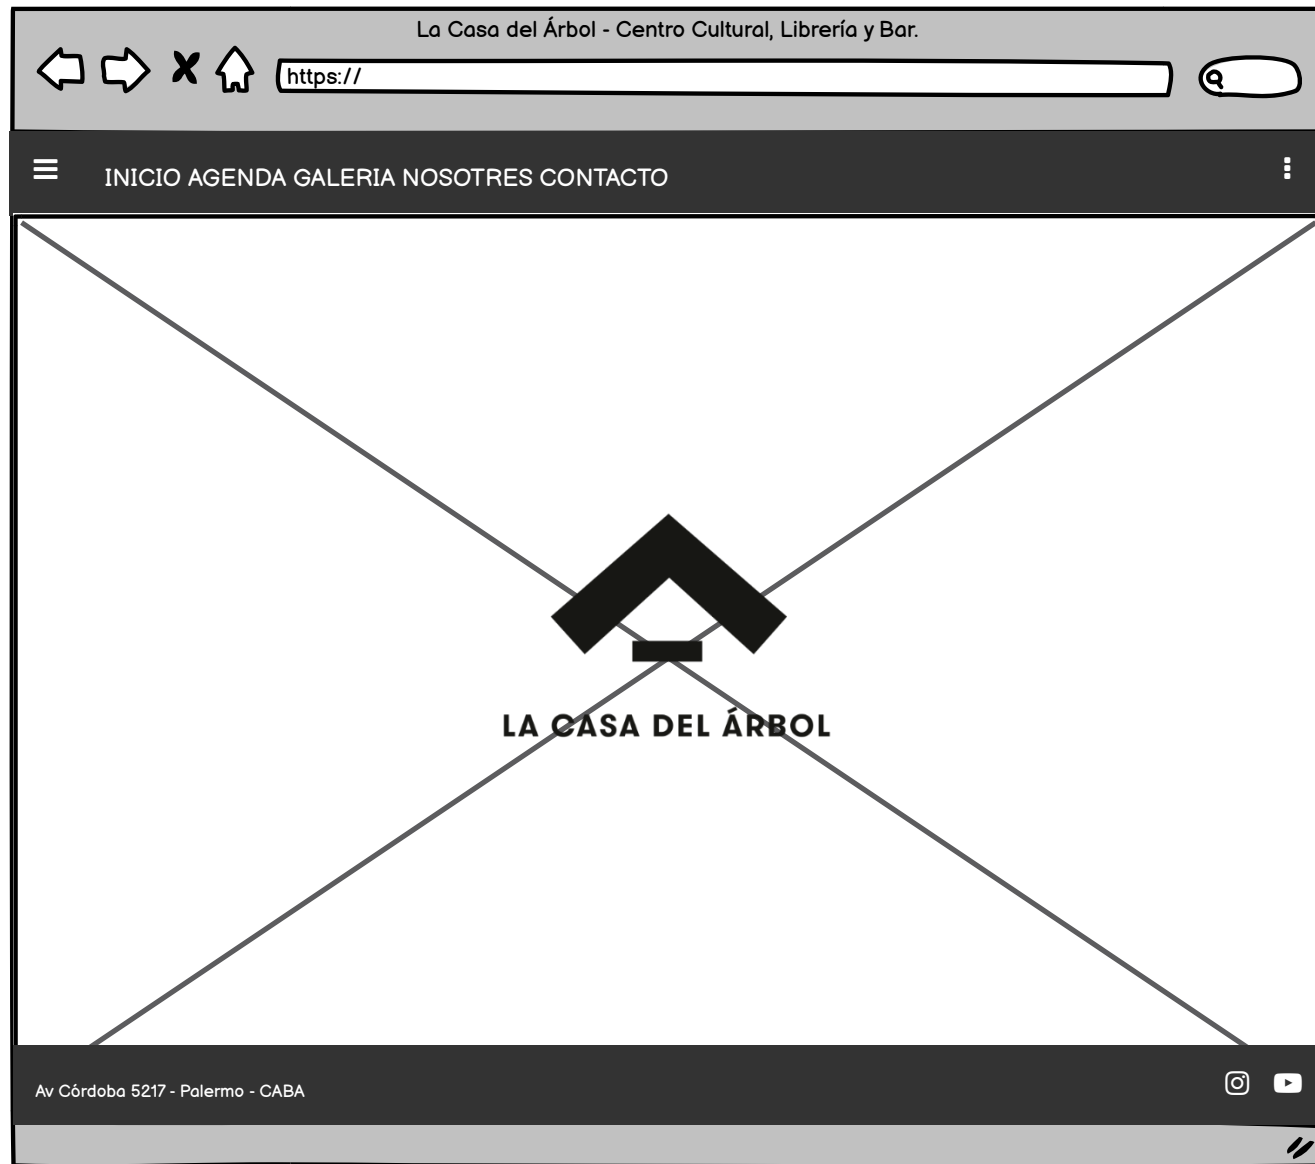 La Casa del Árbol - Centro Cultural, Librería y Bar.
https://
INICIO AGENDA GALERIA NOSOTRES CONTACTO
LA CASA DEL ÁRBOL
Av Córdoba 5217 - Palermo - CABA